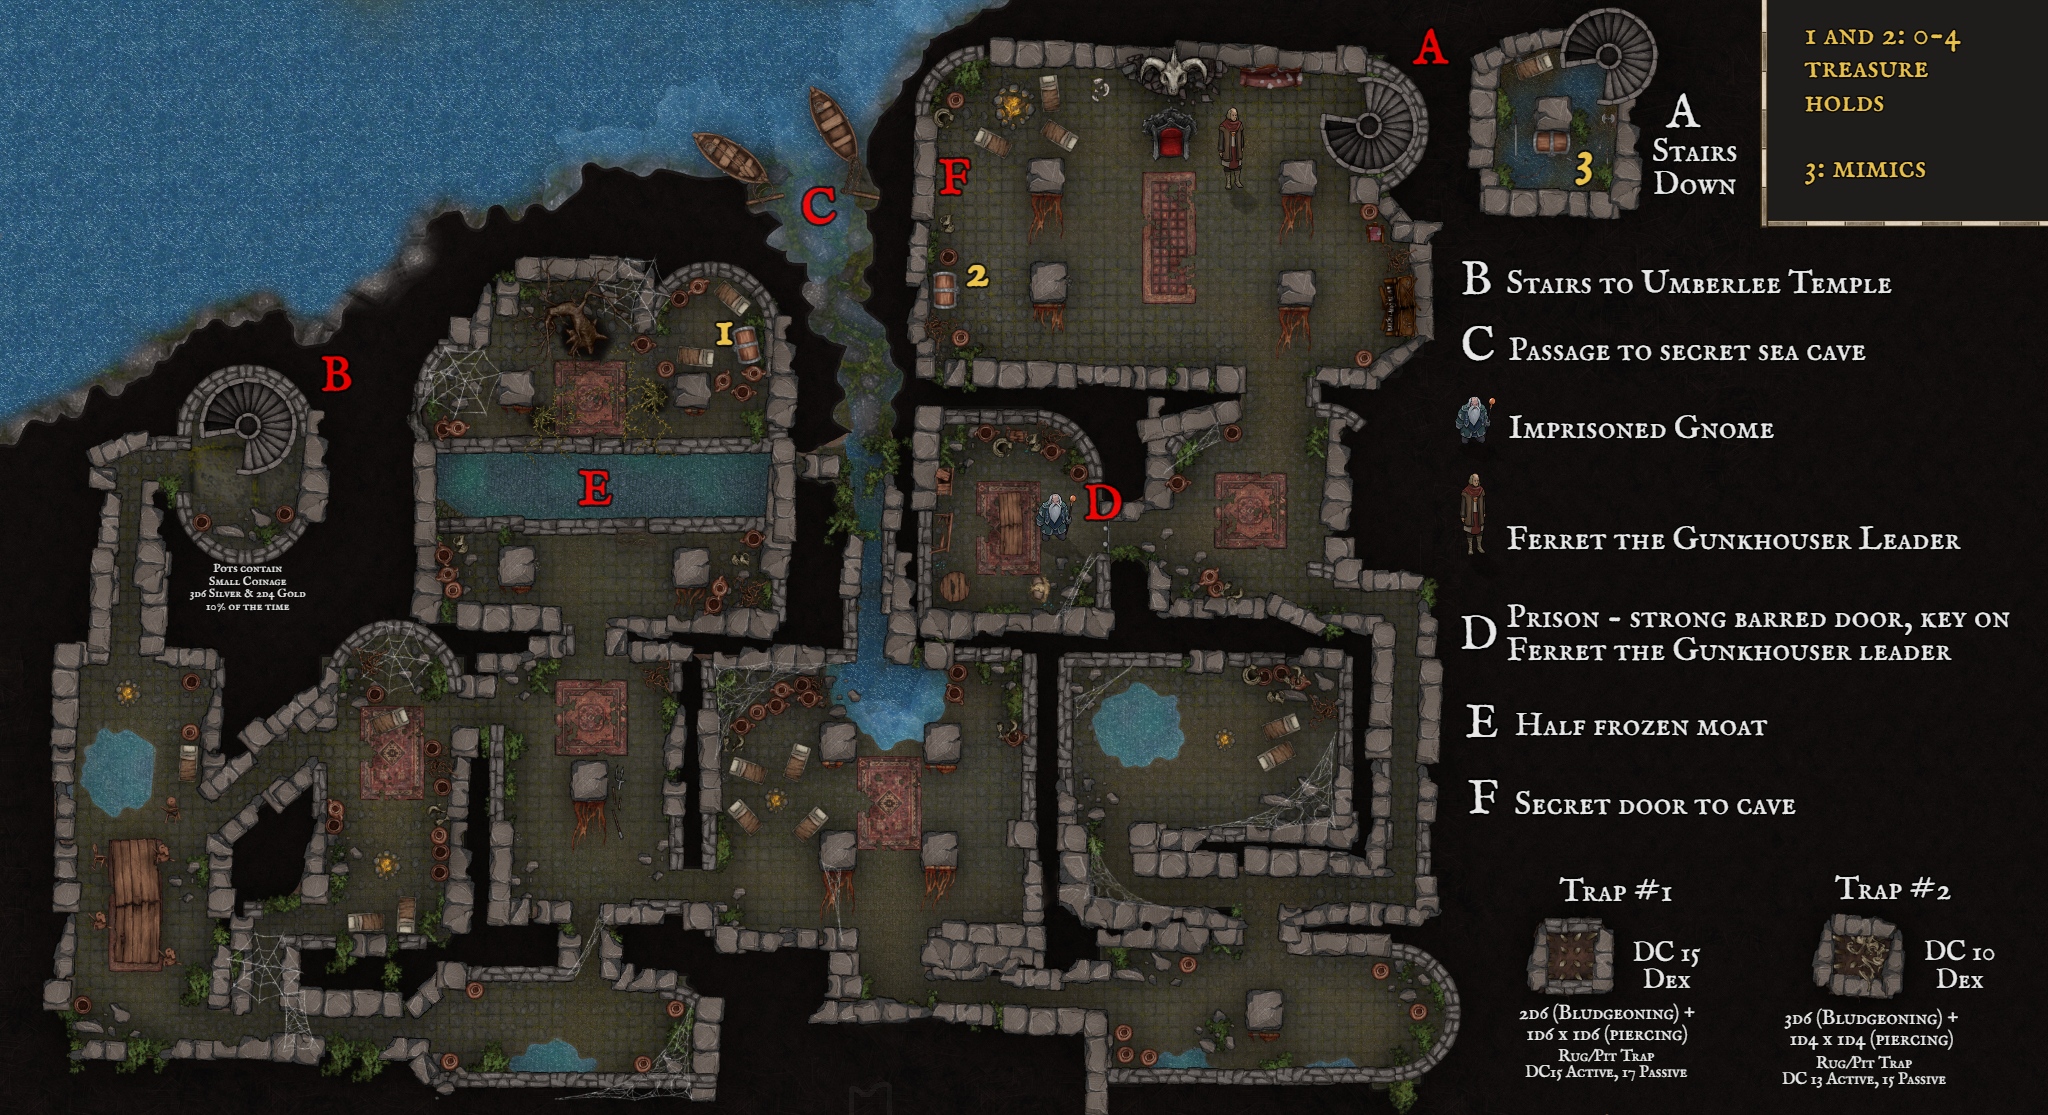 A
1 and 2: 0-4
treasure
holds
3: mimics
A
Stairs
Down
3
F
C
2
1
B
B Stairs to Umberlee Temple
C Passage to secret sea cave
Imprisoned Gnome
E
D
Ferret the Gunkhouser Leader
Pots contain
Small Coinage
3d6 Silver & 2d4 Gold
10% of the time
D Prison - strong barred door, key on
Ferret the Gunkhouser leader
E Half frozen moat
F Secret door to cave
Trap #1
DC 15
Dex
2d6 (Bludgeoning) +
1d6 x 1d6 (piercing)
Rug/Pit Trap
DC15 Active, 17 Passive
Trap #2
DC 10
Dex
3d6 (Bludgeoning) +
1d4 x 1d4 (piercing)
Rug/Pit Trap
DC 13 Active, 15 Passive